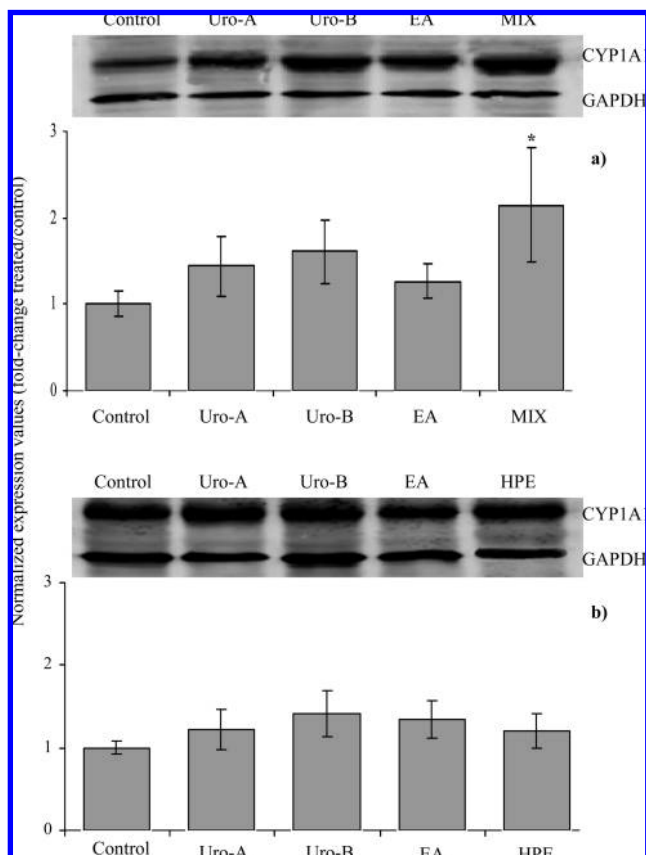 Control Uro-A Uro-B EA MIX
CYP1A1
GAPDH
Normalized expression values (fold-change treated/control)
3
*
a)
2
1
0
Control Uro-A Uro-B EA MIX
Control Uro-A Uro-B EA HPE
CYP1A1
GAPDH
3
b)
2
1
0
Control Uro-A Uro-B EA HPE